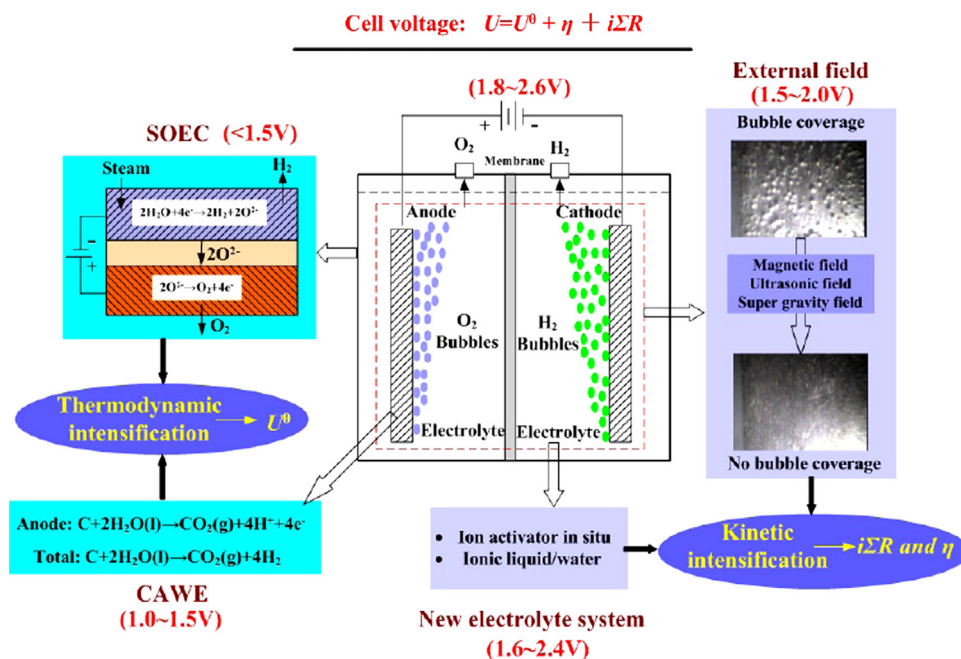 Cell voltage: U=U⁰ + η + iΣR
(1.8~2.6V)
+ -
O₂
Membrane
H₂
Anode
Cathode
O₂
Bubbles
H₂
Bubbles
Electrolyte
Electrolyte
SOEC (<1.5V)
Steam
H₂
2H₂O+4e⁻→2H₂+2O²⁻
-
+
2O²⁻
2O²⁻→O₂+4e⁻
O₂
Thermodynamic
intensification → U⁰
Anode: C+2H₂O(l)→CO₂(g)+4H⁺+4e⁻
Total: C+2H₂O(l)→CO₂(g)+4H₂
CAWE
(1.0~1.5V)
• Ion activator in situ
• Ionic liquid/water
New electrolyte system
(1.6~2.4V)
External field
(1.5~2.0V)
Bubble coverage
Magnetic field
Ultrasonic field
Super gravity field
No bubble coverage
Kinetic
intensification → iΣR and η